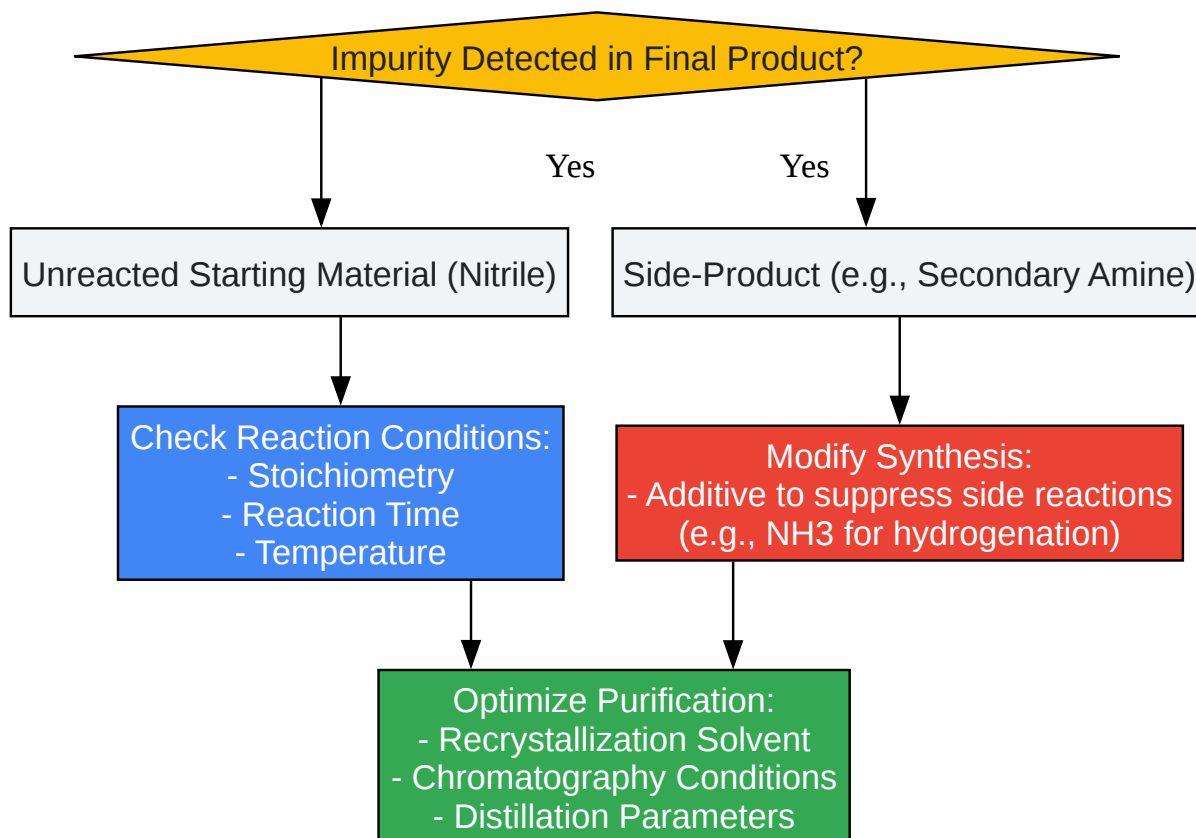 Impurity Detected in Final Product?
Yes
Yes
Unreacted Starting Material (Nitrile)
Side-Product (e.g., Secondary Amine)
Check Reaction Conditions:
- Stoichiometry
- Reaction Time
- Temperature
Modify Synthesis:
- Additive to suppress side reactions
(e.g., NH3 for hydrogenation)
Optimize Purification:
- Recrystallization Solvent
- Chromatography Conditions
- Distillation Parameters